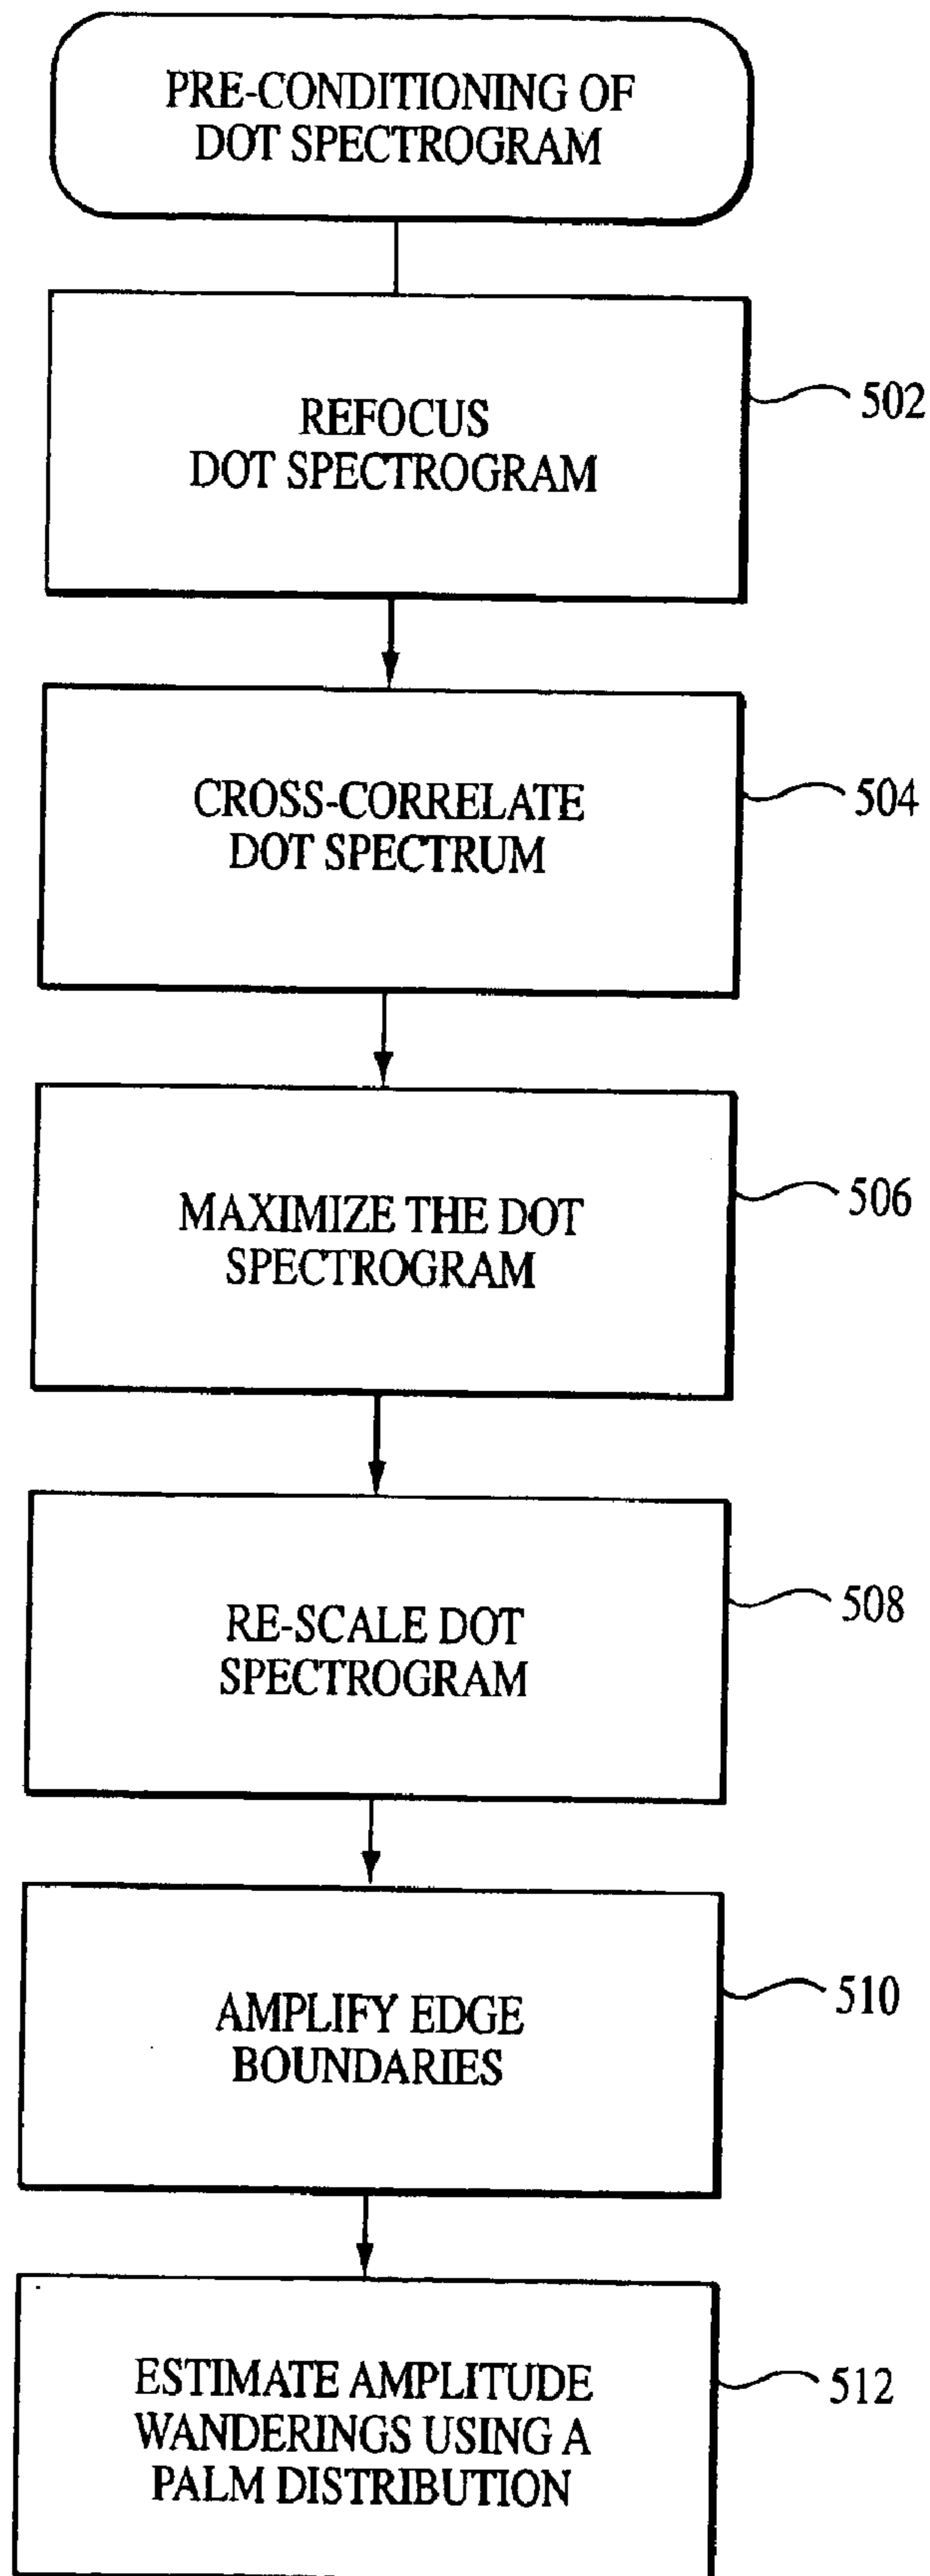 PRE-CONDITIONING OF
DOT SPECTROGRAM
REFOCUS
DOT SPECTROGRAM
502
CROSS-CORRELATE
DOT SPECTRUM
504
MAXIMIZE THE DOT
SPECTROGRAM
506
RE-SCALE DOT
SPECTROGRAM
508
AMPLIFY EDGE
BOUNDARIES
510
ESTIMATE AMPLITUDE
WANDERINGS USING A
PALM DISTRIBUTION
512